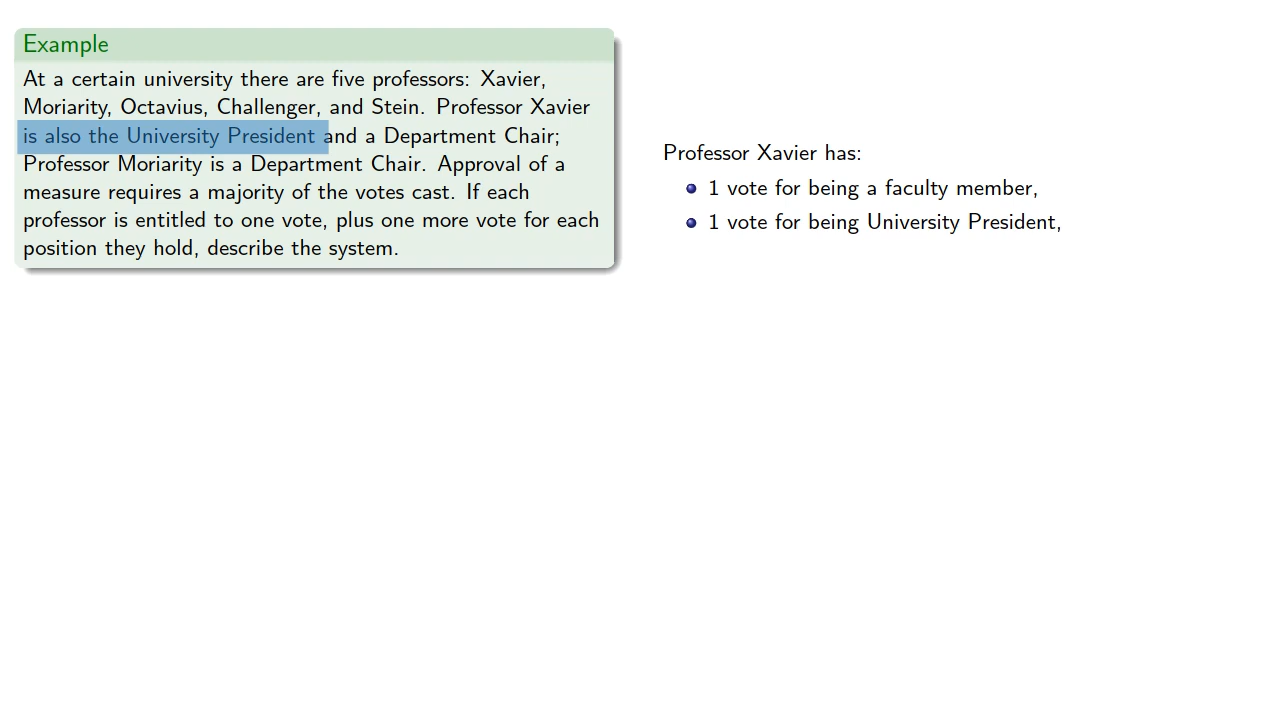 Example
At a certain university there are five professors: Xavier,
Moriarity, Octavius, Challenger, and Stein. Professor Xavier
is also the University President and a Department Chair;
Professor Moriarity is a Department Chair. Approval of a
measure requires a majority of the votes cast. If each
professor is entitled to one vote, plus one more vote for each
position they hold, describe the system.
Professor Xavier has:
1 vote for being a faculty member,
1 vote for being University President,